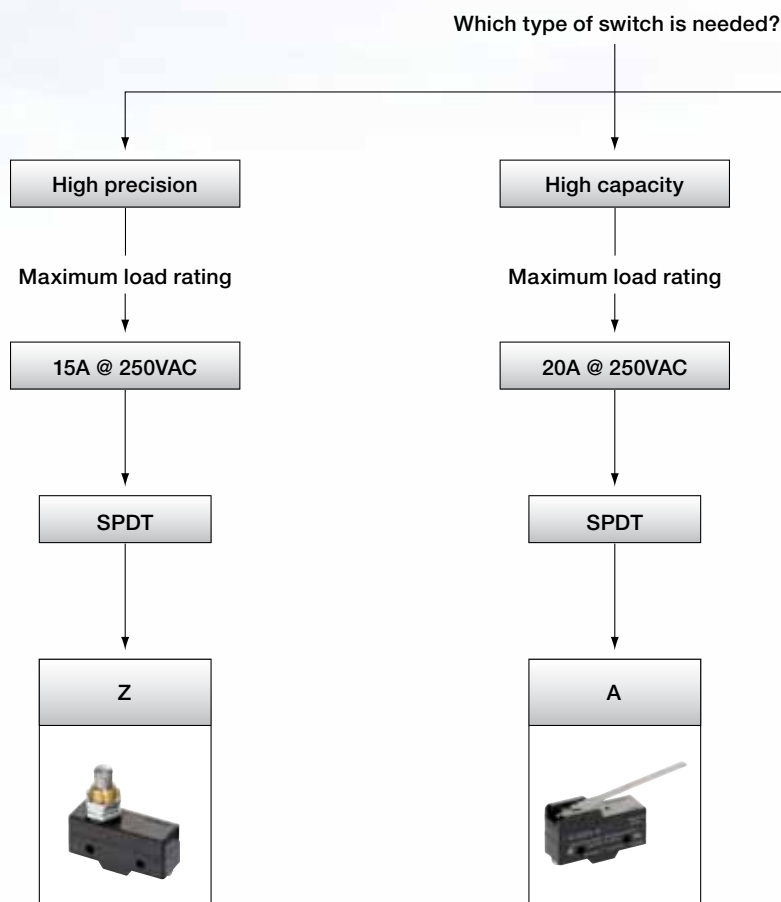 Which type of switch is needed?
High precision
High capacity
Maximum load rating
Maximum load rating
15A @ 250VAC
20A @ 250VAC
SPDT
SPDT
Z
A